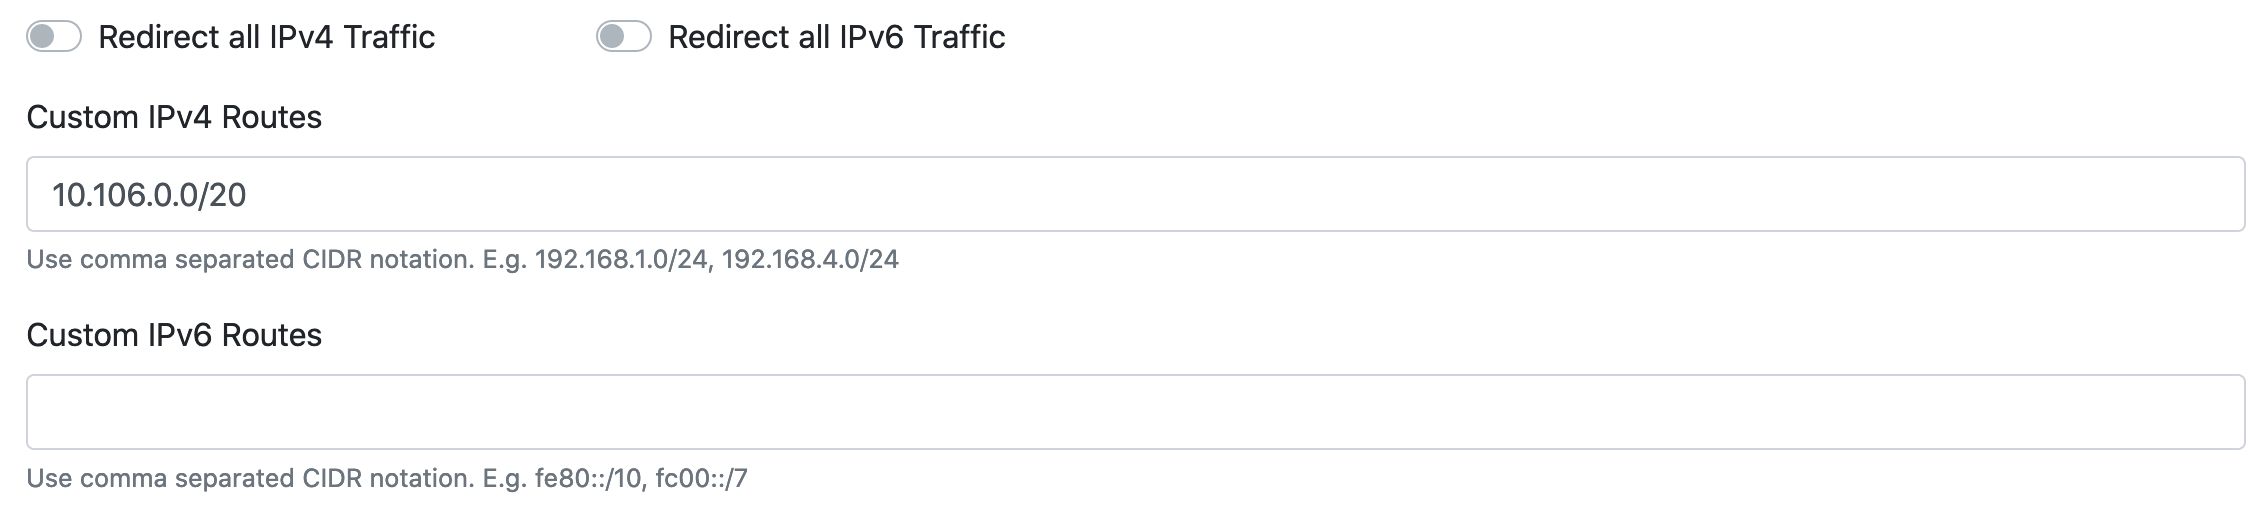 Redirect all IPv4 Traffic Redirect all IPv6 Traffic
Custom IPv4 Routes
10.106.0.0/20
Use comma separated CIDR notation. E.g. 192.168.1.0/24, 192.168.4.0/24
Custom IPv6 Routes
Use comma separated CIDR notation. E.g. fe80::/10, fc00::/7